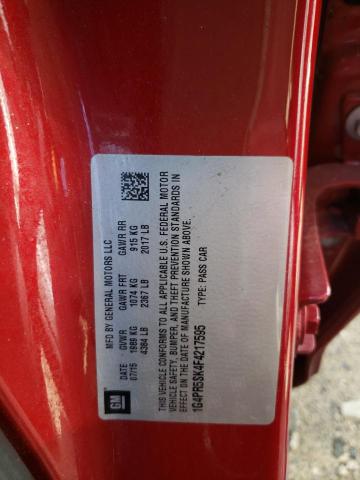 GM
MFD BY GENERAL MOTORS LLC
DATE GVWR GAWR FRT GAWR RR
07/15 1989 KG 1074 KG 915 KG
4384 LB 2367 LB 2017 LB
THIS VEHICLE CONFORMS TO ALL APPLICABLE U.S. FEDERAL MOTOR
VEHICLE SAFETY, BUMPER, AND THEFT PREVENTION STANDARDS IN
EFFECT ON THE DATE OF MANUFACTURE SHOWN ABOVE.
1G4PR5SK4F4217595 TYPE: PASS CAR